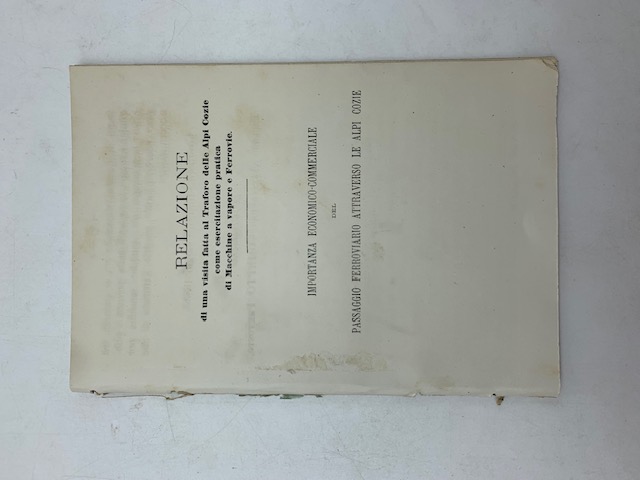 RELAZIONE
di una visita fatta al Traforo delle Alpi Cozie
come esercitazione pratica
di Macchine a vapore e Ferrovie.
IMPORTANZA ECONOMICO-COMMERCIALE
DEL
PASSAGGIO FERROVIARIO ATTRAVERSO LE ALPI COZIE